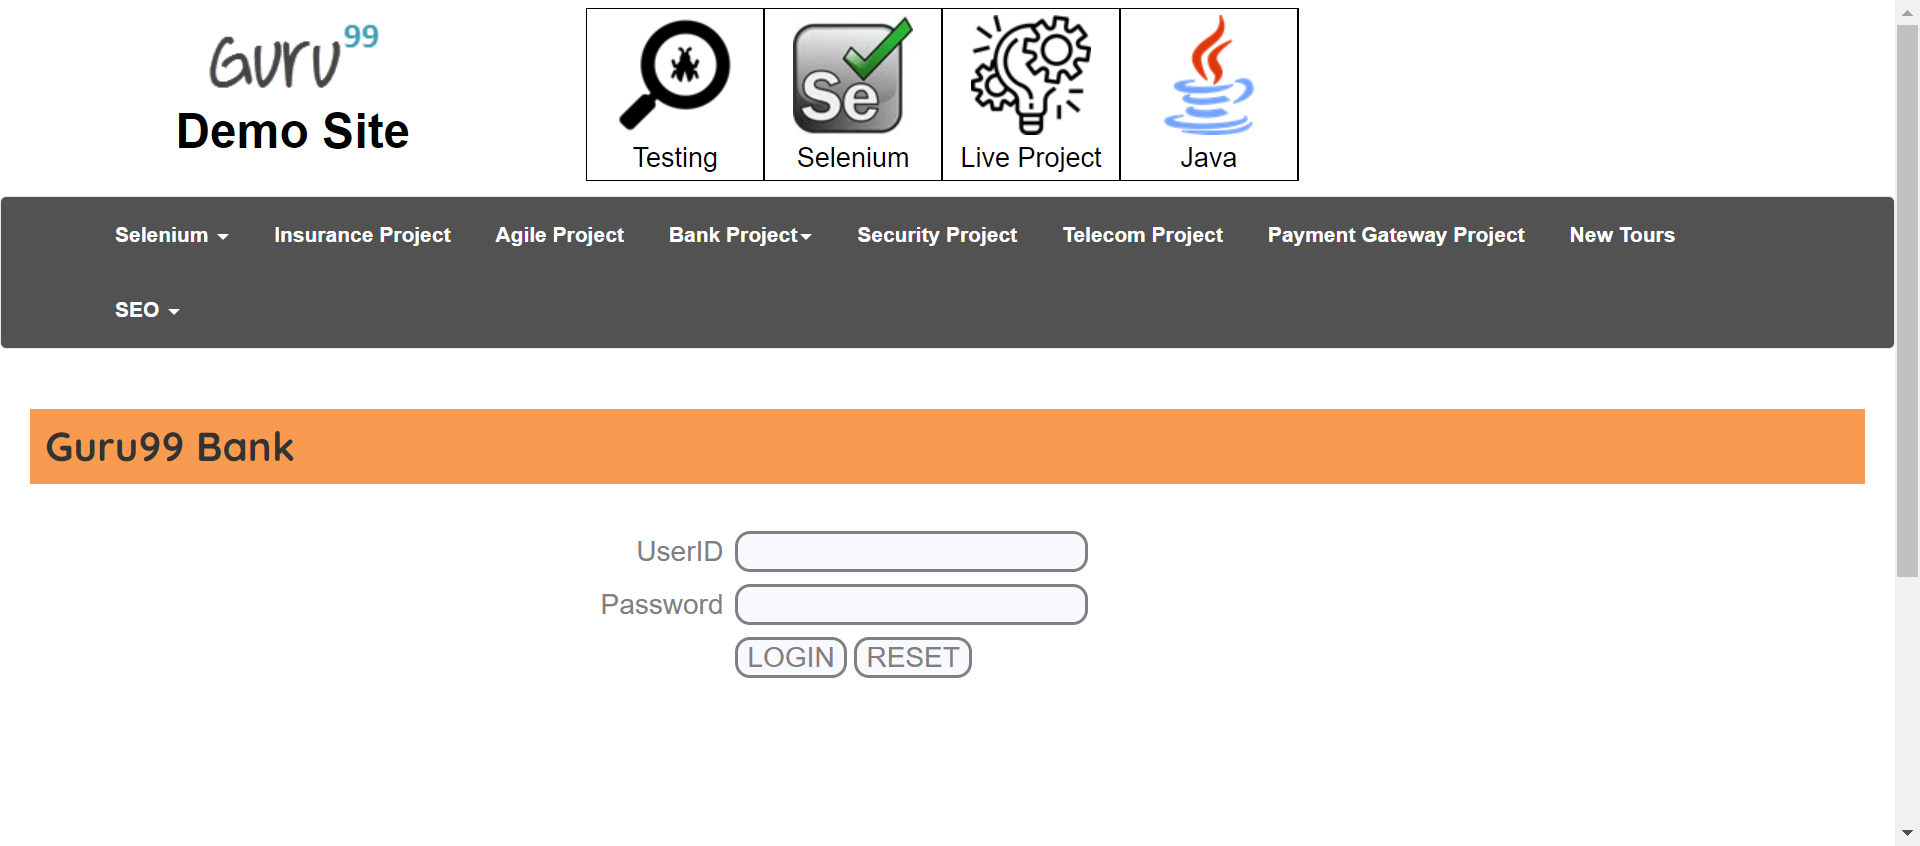 Guru99
Demo Site
Se
Testing
Selenium
Live Project
Java
Selenium
Insurance Project
Agile Project
Bank Project
Security Project
Telecom Project
Payment Gateway Project
New Tours
SEO
Guru99 Bank
UserID
Password
LOGIN
RESET